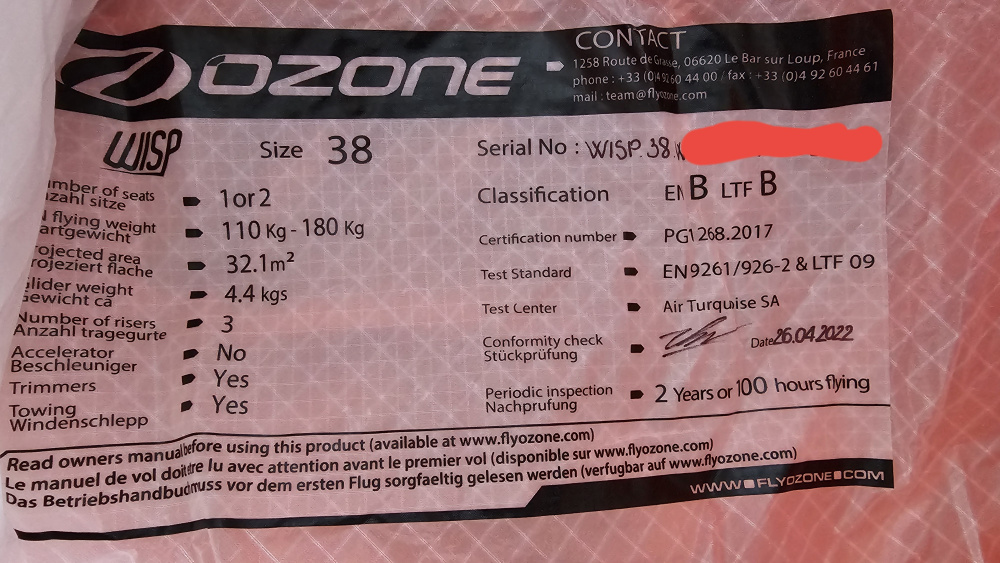 OZONE
CONTACT
1258 Route de Grasse, 06620 Le Bar sur Loup, France
phone : +33 (0)4 92 60 44 00 / fax : +33 (0)4 92 60 44 61
mail : team@flyozone.com
WISP Size 38
Serial No : WISP.38.
Classification EN B LTF B
Certification number PG1268.2017
Test Standard EN9261/926-2 & LTF 09
Test Center Air Turquise SA
Conformity check
Stückprüfung
Date 26.04.2022
Periodic inspection
Nachprufung
2 Years or 100 hours flying
mber of seats
zahl sitze
1 or 2
flying weight
artgewicht
110 Kg - 180 Kg
rojected area
rojeziert flache
32.1m²
lider weight
Gewicht ca
4.4 kgs
Number of risers
Anzahl tragegurte
3
Accelerator
Beschleuniger
No
Trimmers
Yes
Towing
Windenschlepp
Yes
Read owners manual before using this product (available at www.flyozone.com)
Le manuel de vol doit tre lu avec attention avant le premier vol (disponible sur www.flyozone.com)
Das Betriebshandbu muss vor dem ersten Flug sorgfaeltig gelesen werden (verfugbar auf www.flyozone.com)
WWW.FLYOZONE.COM